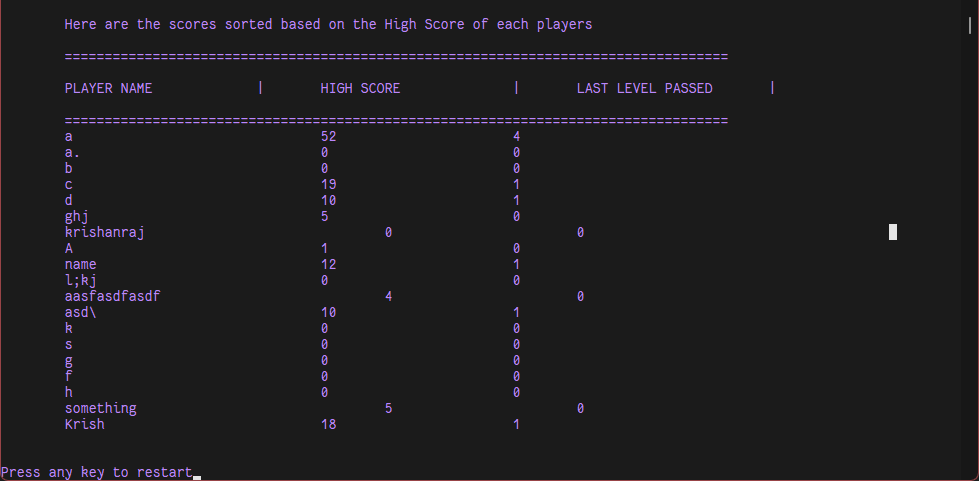 Here are the scores sorted based on the High Score of each players
===================================================================================
PLAYER NAME | HIGH SCORE | LAST LEVEL PASSED |
===================================================================================
a 52 4
a. 0 0
b 0 0
c 19 1
d 10 1
ghj 5 0
krishanraj 0 0
A 1 0
name 12 1
l;kj 0 0
aasfasdfasdf 4 0
asd\ 10 1
k 0 0
s 0 0
g 0 0
f 0 0
h 0 0
something 5 0
Krish 18 1
Press any key to restart